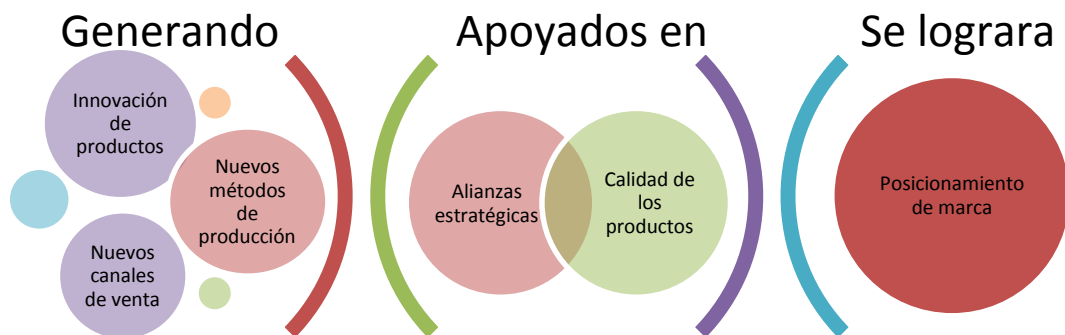 Generando
Innovación
de
productos
Nuevos
métodos
de
producción
Nuevos
canales
de venta
Apoyados en
Alianzas
estratégicas
Calidad de
los
productos
Se lograra
Posicionamiento
de marca